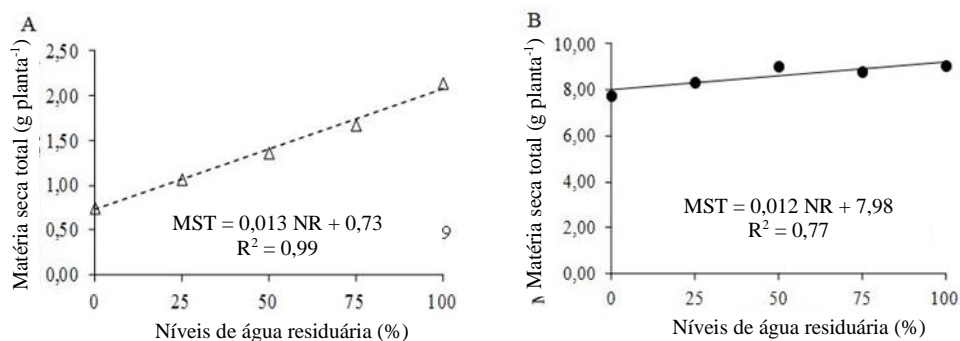 A
Matéria seca total (g planta⁻¹)
2,50
2,00
1,50
1,00
0,50
0,00
MST = 0,013 NR + 0,73
R² = 0,99
0 25 50 75 100
Níveis de água residuária (%)
B
Matéria seca total (g planta⁻¹)
10,00
8,00
6,00
4,00
2,00
0,00
MST = 0,012 NR + 7,98
R² = 0,77
0 25 50 75 100
Níveis de água residuária (%)